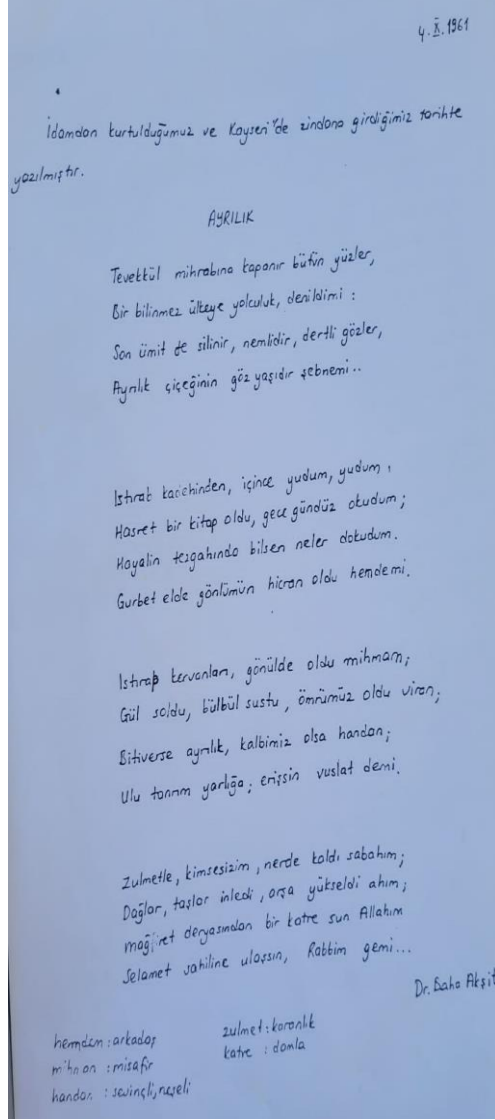 4.X.1961
İdamdan kurtulduğumuz ve Kayseri'de zindana girdiğimiz tarihte
yazılmıştır.
AYRILIK
Tevekkül mihrabına kapanır bütün yüzler,
Bir bilinmez ülkeye yolculuk, denildimi :
Son ümit de silinir, nemlidir, dertli gözler,
Ayrılık çiçeğinin göz yaşıdır şebnemi..
Istırab kadehinden, içince yudum, yudum,
Hasret bir kitap oldu, gece gündüz okudum;
Hayalin tezgahında bilsen neler dokudum.
Gurbet elde gönlümün hicran oldu hemdemi.
Istırap kervanları, gönülde oldu mihmanı;
Gül soldu, bülbül sustu, ömrümüz oldu viran;
Bitiverse ayrılık, kalbimiz olsa handan;
Ulu tanrım yarlığa; erişsin vuslat demi.
Zulmetle, kimsesizim, nerde kaldı sabahım;
Dağlar, taşlar inledi, arşa yükseldi ahım;
mağfiret deryasından bir katre sun Allahım
Selamet sahiline ulaşsın, Rabbim gemi...
Dr. Baha Akşit
hemdem : arkadaş
mihman : misafir
handan : sevinçli, neşeli
zulmet : karanlık
katre : damla